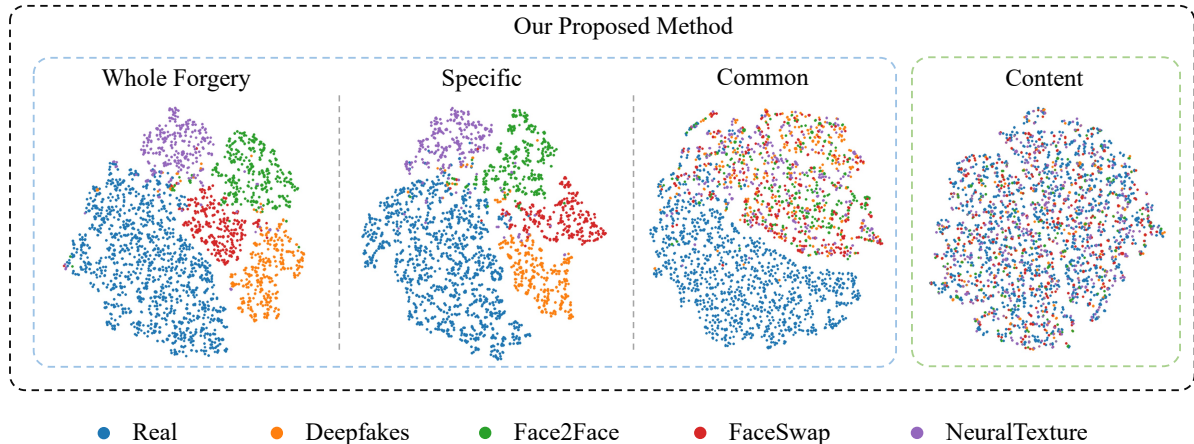 Our Proposed Method
Whole Forgery
Specific
Common
Content
Real
Deepfakes
Face2Face
FaceSwap
NeuralTexture